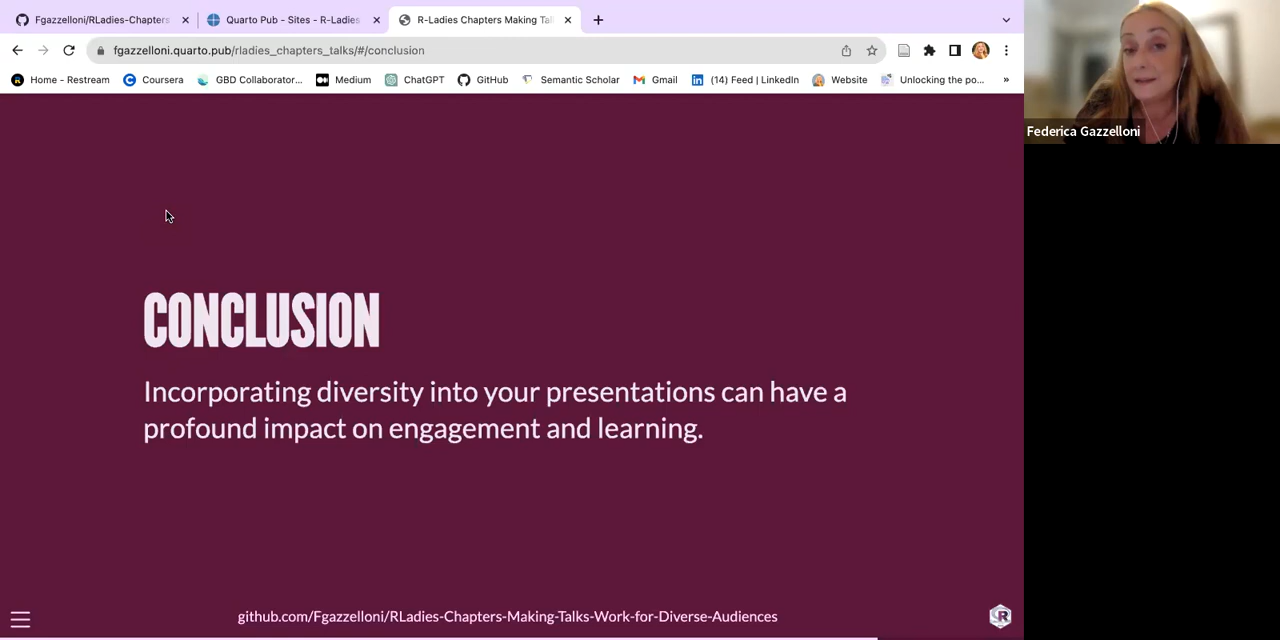 Fgazzelloni/RLadies-Chapters
Quarto Pub - Sites - R-Ladies
R-Ladies Chapters Making Tal
fgazzelloni.quarto.pub/rladies_chapters_talks/#/conclusion
Home - Restream
Coursera
GBD Collaborator...
Medium
ChatGPT
GitHub
Semantic Scholar
Gmail
(14) Feed | LinkedIn
Website
Unlocking the po...
»
Federica Gazzelloni
CONCLUSION
Incorporating diversity into your presentations can have a
profound impact on engagement and learning.
github.com/Fgazzelloni/RLadies-Chapters-Making-Talks-Work-for-Diverse-Audiences
R